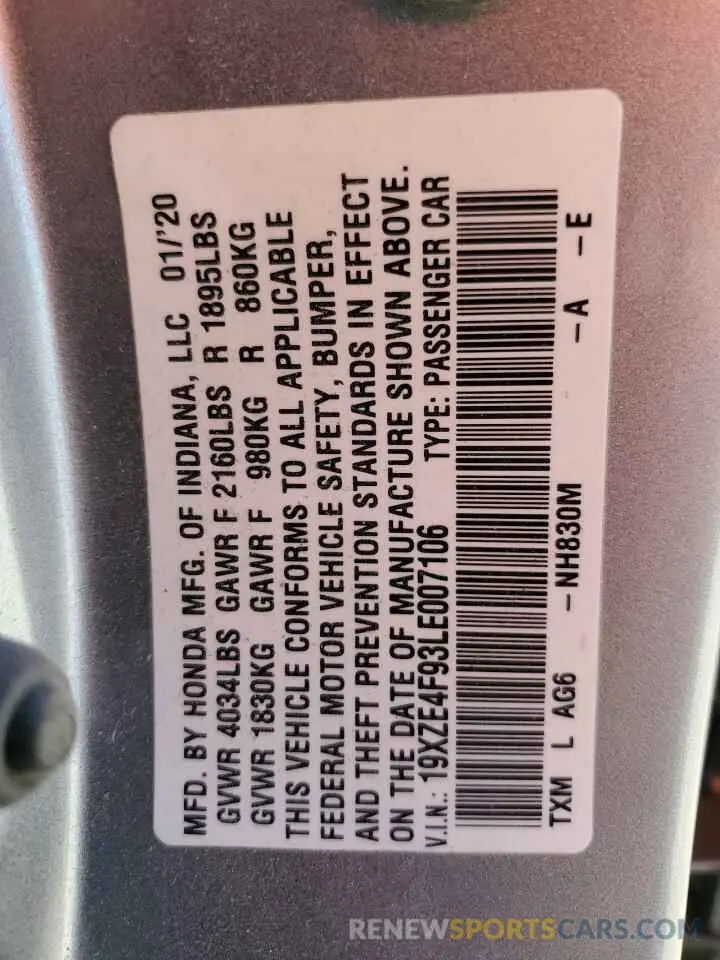 MFD. BY HONDA MFG. OF INDIANA, LLC 01/'20
GVWR 4034LBS GAWR F 2160LBS R 1895LBS
GVWR 1830KG GAWR F 980KG R 860KG
THIS VEHICLE CONFORMS TO ALL APPLICABLE
FEDERAL MOTOR VEHICLE SAFETY, BUMPER,
AND THEFT PREVENTION STANDARDS IN EFFECT
ON THE DATE OF MANUFACTURE SHOWN ABOVE.
V.I.N.: 19XZE4F93LE007106 TYPE: PASSENGER CAR
TXM L AG6 – NH830M – A – E
RENEWSPORTSCARS.COM